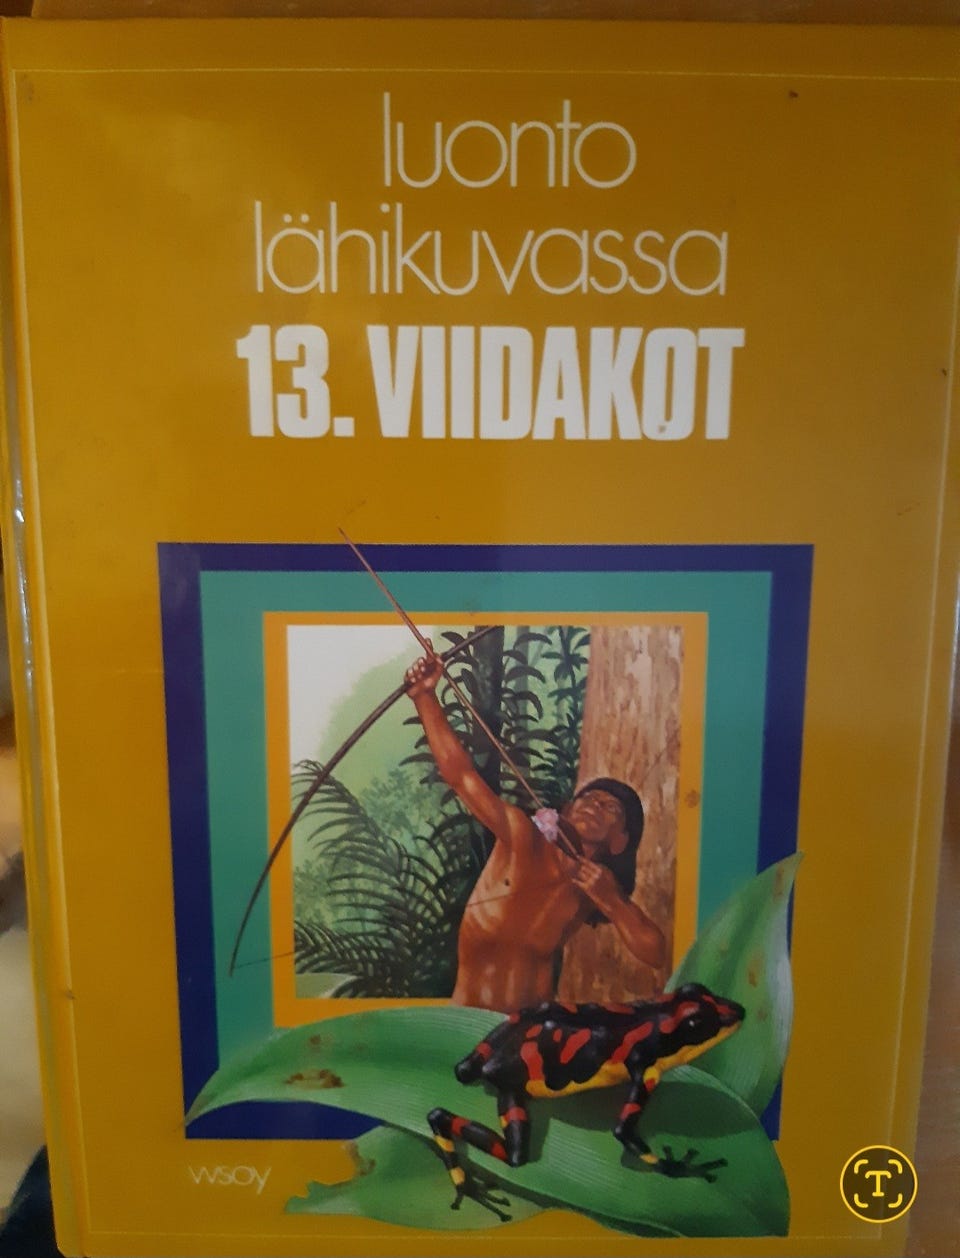 luonto
lähikuvassa
13. VIIDAKOT
wsoy
T